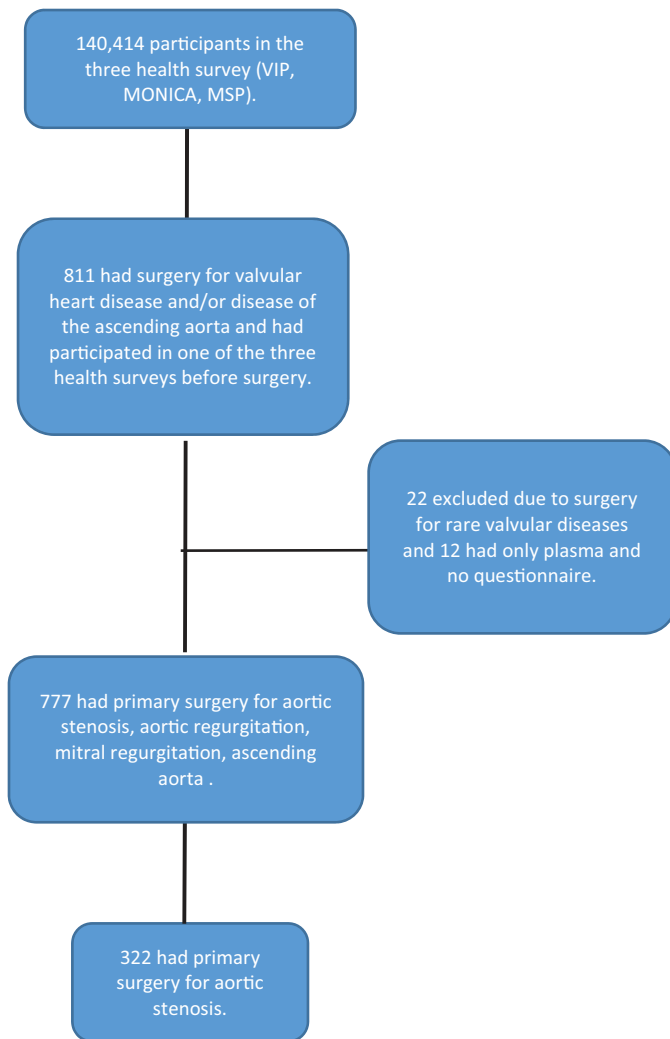 140,414 participants in the
three health survey (VIP,
MONICA, MSP).
811 had surgery for valvular
heart disease and/or disease of
the ascending aorta and had
participated in one of the three
health surveys before surgery.
22 excluded due to surgery
for rare valvular diseases
and 12 had only plasma and
no questionnaire.
777 had primary surgery for aortic
stenosis, aortic regurgitation,
mitral regurgitation, ascending
aorta .
322 had primary
surgery for aortic
stenosis.